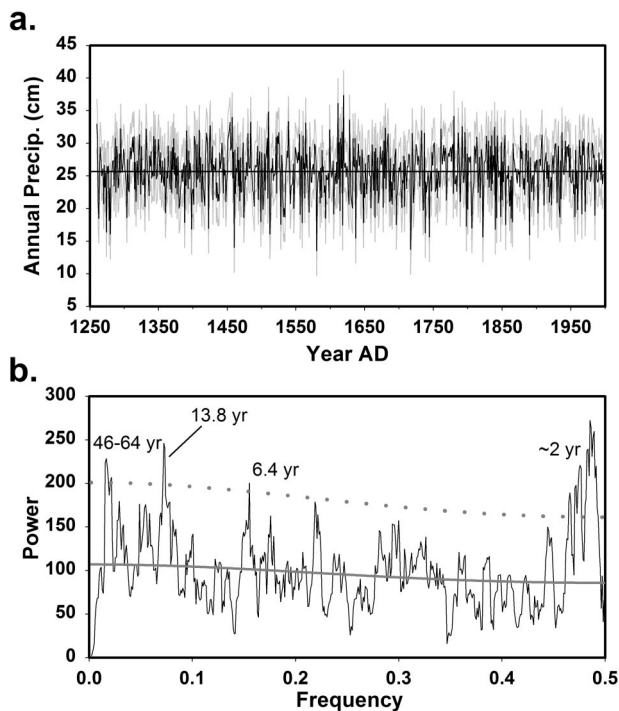 a.
45
40
35
30
25
20
15
10
5
Annual Precip. (cm)
1250 1350 1450 1550 1650 1750 1850 1950
Year AD
b.
300
250
200
150
100
50
0
Power
46-64 yr
13.8 yr
6.4 yr
~2 yr
0.0 0.1 0.2 0.3 0.4 0.5
Frequency